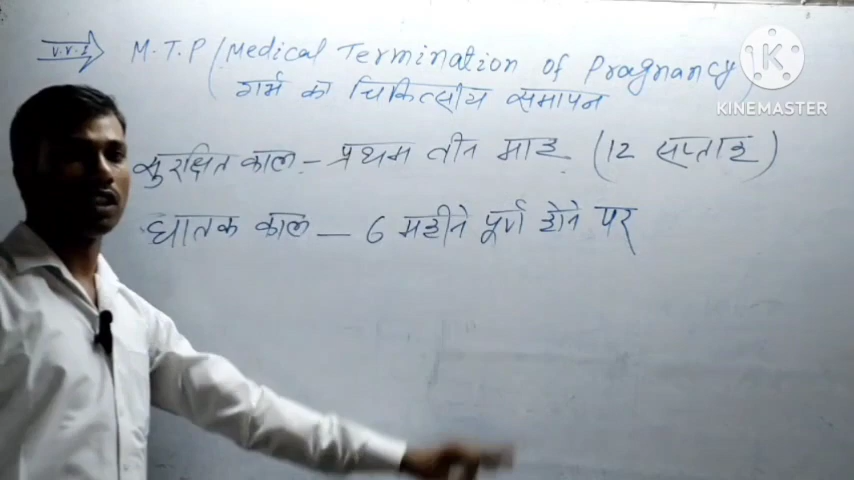 V.V.I M.T.P (Medical Termination of Pragnancy)
गर्भ का चिकित्सीय समापन
सुरक्षित काल - प्रथम तीन माह (12 सप्ताह)
घातक काल - 6 महीने पूर्ण होने पर
K
KINEMASTER